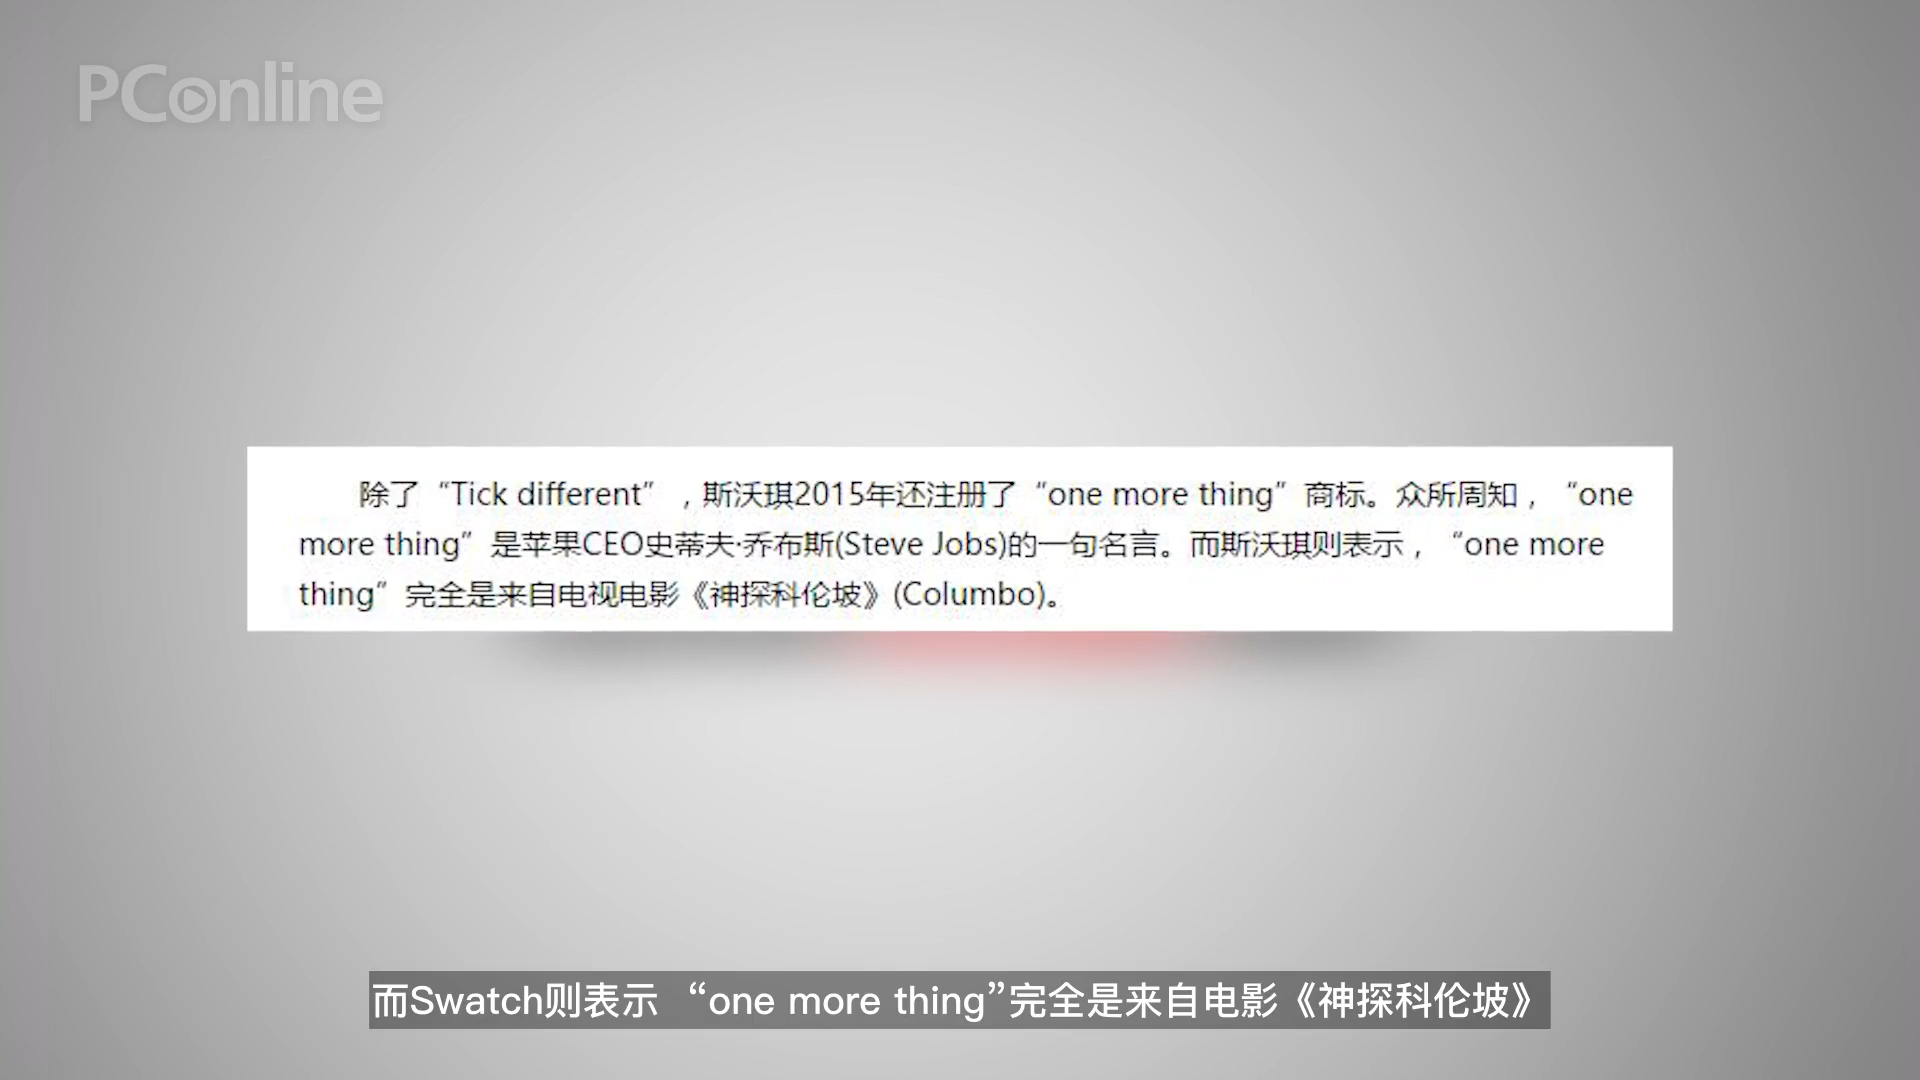 PConline
除了“Tick different”，斯沃琪2015年还注册了“one more thing”商标。众所周知，“one
more thing”是苹果CEO史蒂夫·乔布斯(Steve Jobs)的一句名言。而斯沃琪则表示，“one more
thing”完全是来自电视电影《神探科伦坡》(Columbo)。
而Swatch则表示 “one more thing”完全是来自电影《神探科伦坡》